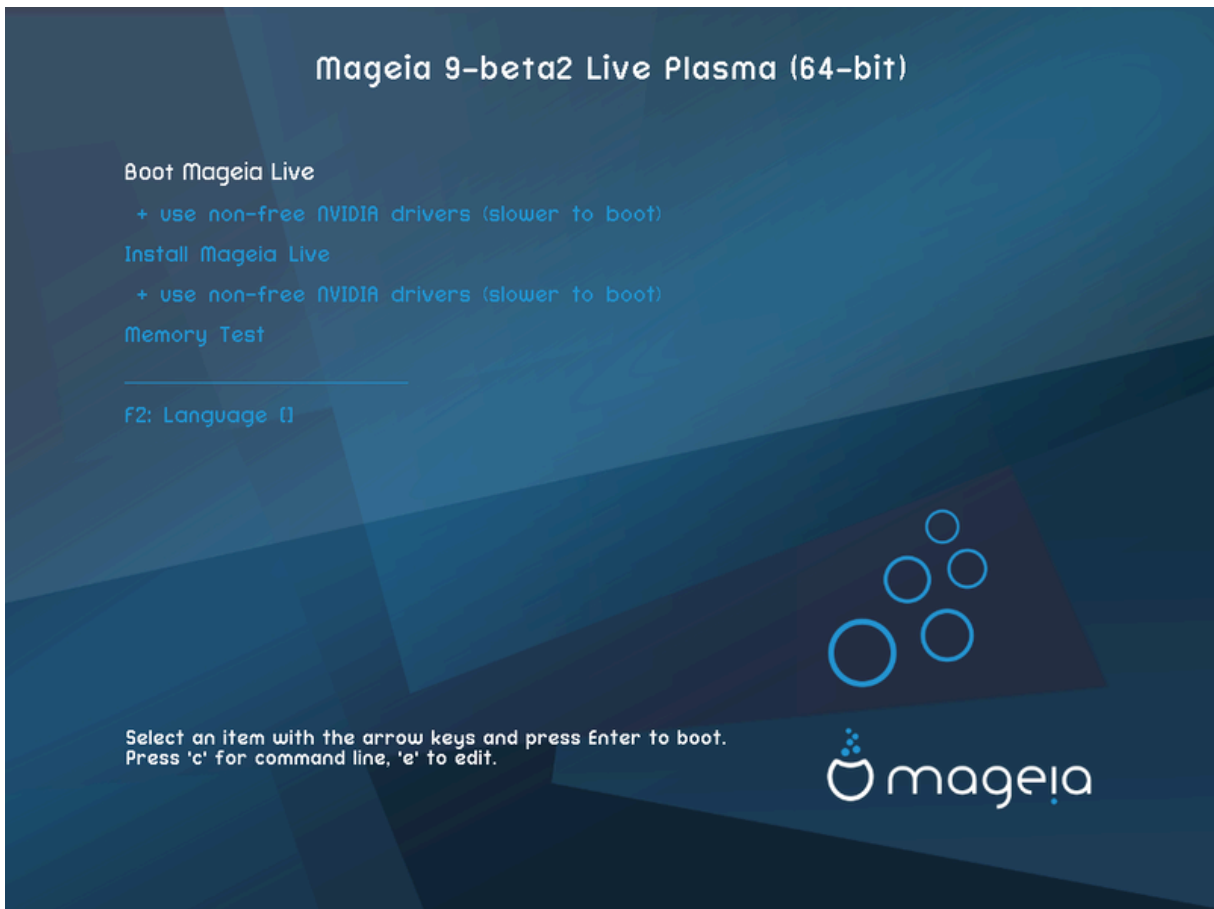 Mageia 9-beta2 Live Plasma (64-bit)
Boot Mageia Live
+ use non-free NVIDIA drivers (slower to boot)
Install Mageia Live
+ use non-free NVIDIA drivers (slower to boot)
Memory Test
F2: Language []
Select an item with the arrow keys and press Enter to boot.
Press 'c' for command line, 'e' to edit.
mageia